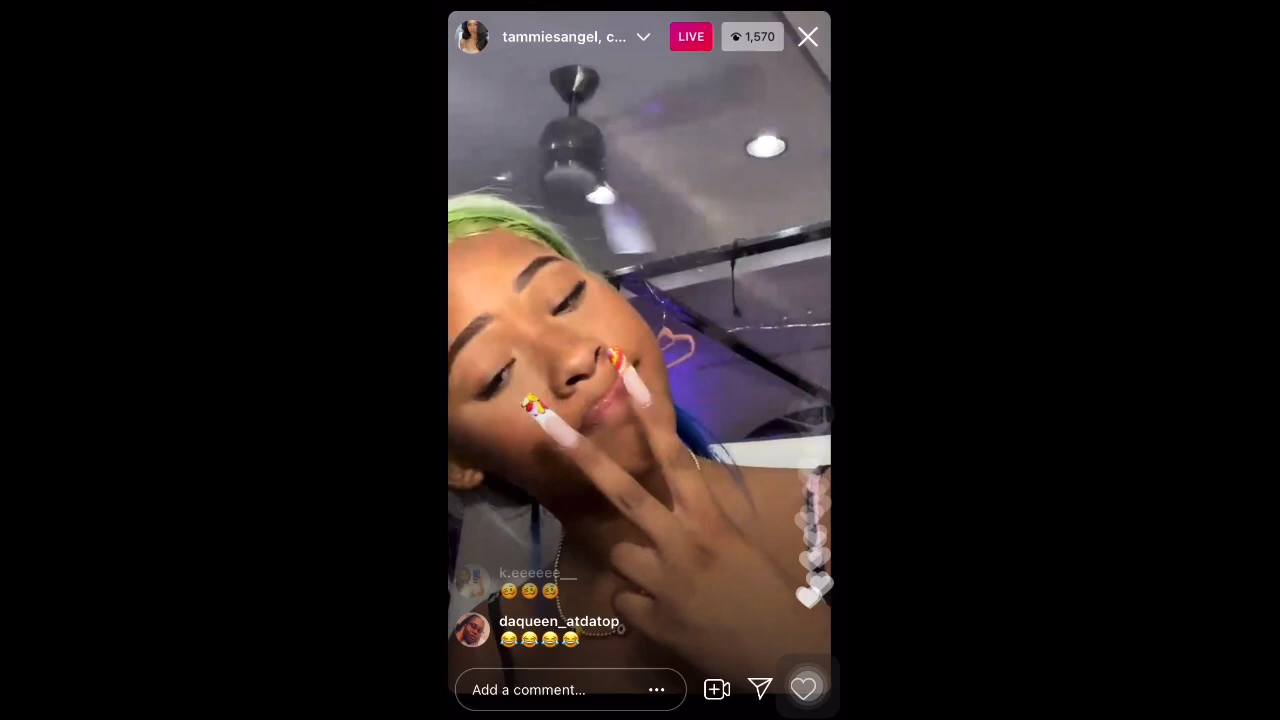 tammiesangel, c...
LIVE
1,570
k.eeeeee__
🥴🥴🥴
daqueen_atdatop
😂😂😂😂
Add a comment...